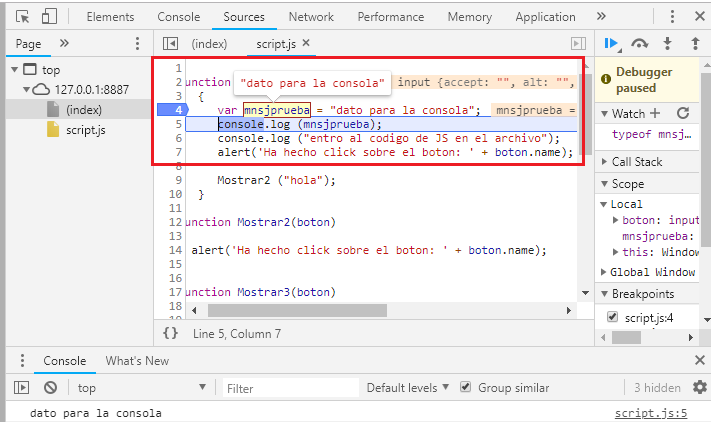 Elements Console Sources Network Performance Memory Application »
Page »
(index) script.js ×
top
127.0.0.1:8887
(index)
script.js
1
2 unction input {accept: "", alt: "",
"dato para la consola"
3 {
4 var mnsjprueba = "dato para la consola"; mnsjprueba =
5 console.log (mnsjprueba);
6 console.log ("entro al codigo de JS en el archivo");
7 alert('Ha hecho click sobre el boton: ' + boton.name);
8
9 Mostrar2 ("hola");
10 }
11
12 unction Mostrar2(boton)
13
14 alert('Ha hecho click sobre el boton: ' + boton.name);
15
16
17 unction Mostrar3(boton)
18
{} Line 5, Column 7
Debugger
paused
Watch
typeof mnsj…
Call Stack
Scope
Local
boton: input
mnsjprueba:
this: Window
Global Window
Breakpoints
script.js:4
Console What's New
top Filter Default levels Group similar 3 hidden
dato para la consola script.js:5